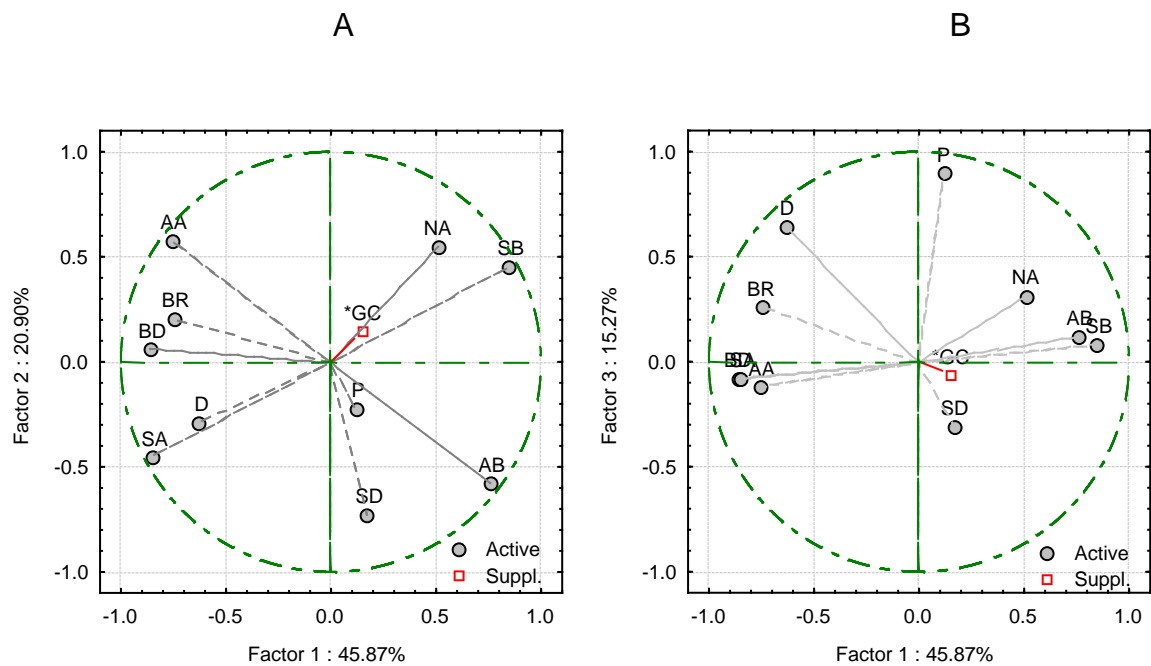 A
B
1.0
0.5
0.0
-0.5
-1.0
Factor 2 : 20.90%
AA
BR
BD
D
SA
NA
SB
*GC
P
SD
AB
Active
Suppl.
-1.0 -0.5 0.0 0.5 1.0
Factor 1 : 45.87%
1.0
0.5
0.0
-0.5
-1.0
Factor 3 : 15.27%
P
D
BR
NA
AB
SB
*GC
BD
SA
AA
SD
Active
Suppl.
-1.0 -0.5 0.0 0.5 1.0
Factor 1 : 45.87%